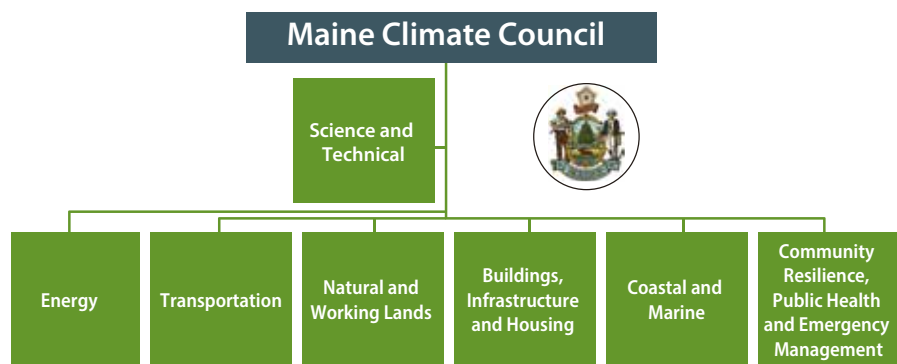 Maine Climate Council
Science and
Technical
Energy
Transportation
Natural and
Working Lands
Buildings,
Infrastructure
and Housing
Coastal and
Marine
Community
Resilience,
Public Health
and Emergency
Management